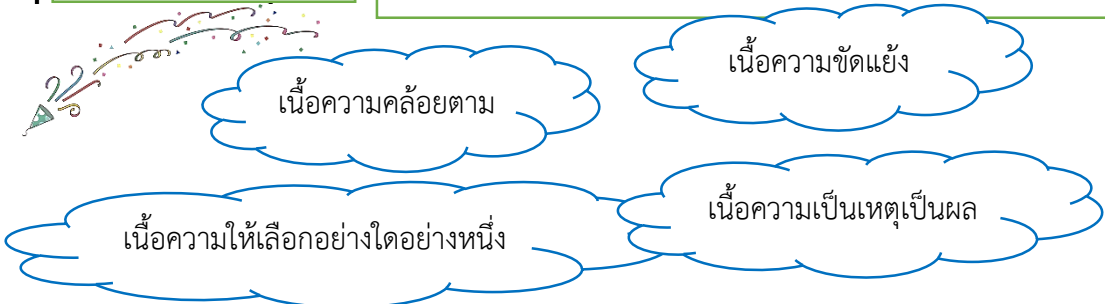 เนื้อความขัดแย้ง
เนื้อความคล้อยตาม
เนื้อความเป็นเหตุเป็นผล
เนื้อความให้เลือกอย่างใดอย่างหนึ่ง